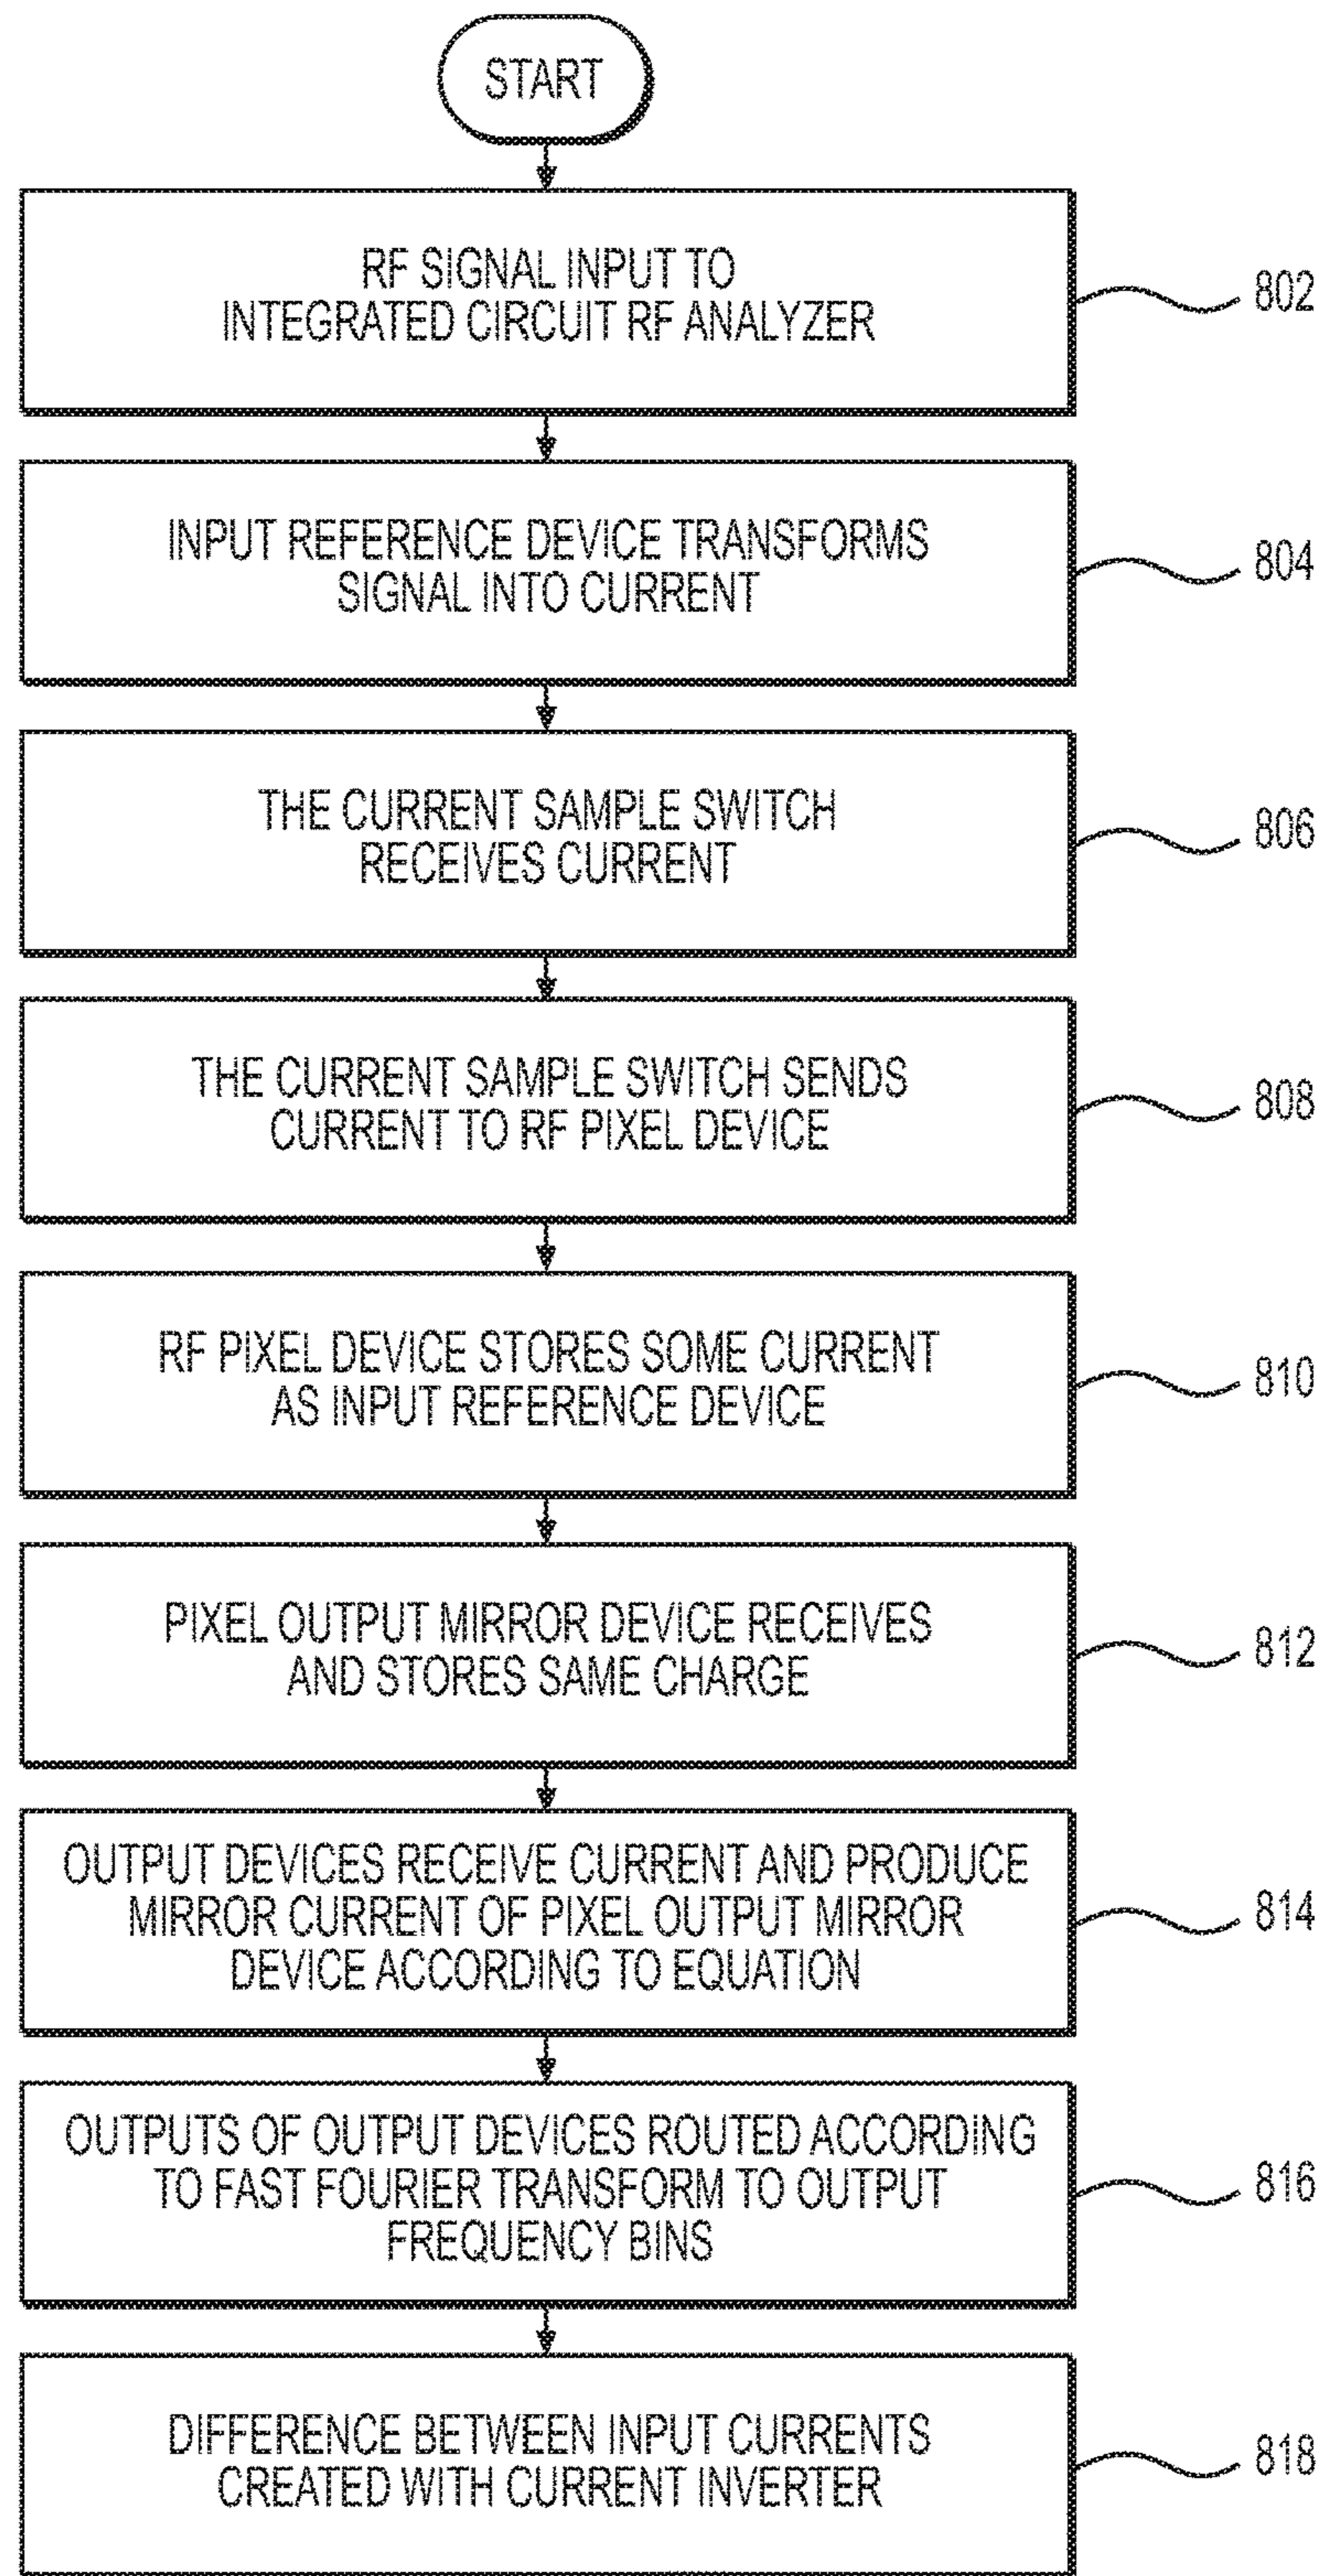 START
RF SIGNAL INPUT TO
INTEGRATED CIRCUIT RF ANALYZER
802
INPUT REFERENCE DEVICE TRANSFORMS
SIGNAL INTO CURRENT
804
THE CURRENT SAMPLE SWITCH
RECEIVES CURRENT
806
THE CURRENT SAMPLE SWITCH SENDS
CURRENT TO RF PIXEL DEVICE
808
RF PIXEL DEVICE STORES SOME CURRENT
AS INPUT REFERENCE DEVICE
810
PIXEL OUTPUT MIRROR DEVICE RECEIVES
AND STORES SAME CHARGE
812
OUTPUT DEVICES RECEIVE CURRENT AND PRODUCE
MIRROR CURRENT OF PIXEL OUTPUT MIRROR
DEVICE ACCORDING TO EQUATION
814
OUTPUTS OF OUTPUT DEVICES ROUTED ACCORDING
TO FAST FOURIER TRANSFORM TO OUTPUT
FREQUENCY BINS
816
DIFFERENCE BETWEEN INPUT CURRENTS
CREATED WITH CURRENT INVERTER
818